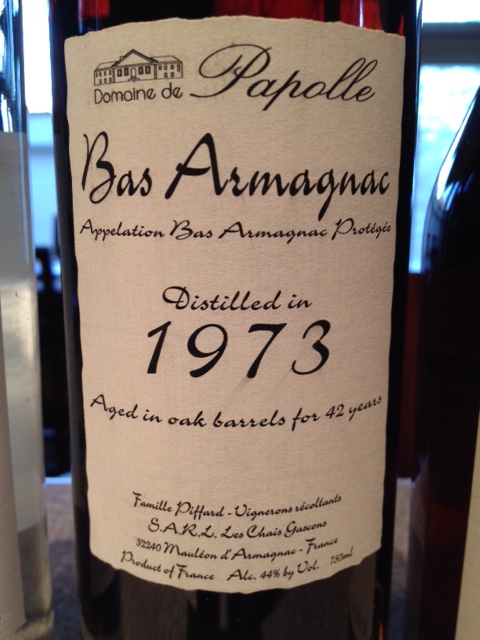 Domaine de Papolle
Bas Armagnac
Appelation Bas Armagnac Protégée
Distilled in
1973
Aged in oak barrels for 42 years
Famille Piffard - Vignerons récoltants
S.A.R.L. Les Chais Gascons
32240 Mauléon d'Armagnac - France
Product of France Alc. 44% by Vol. 750ml